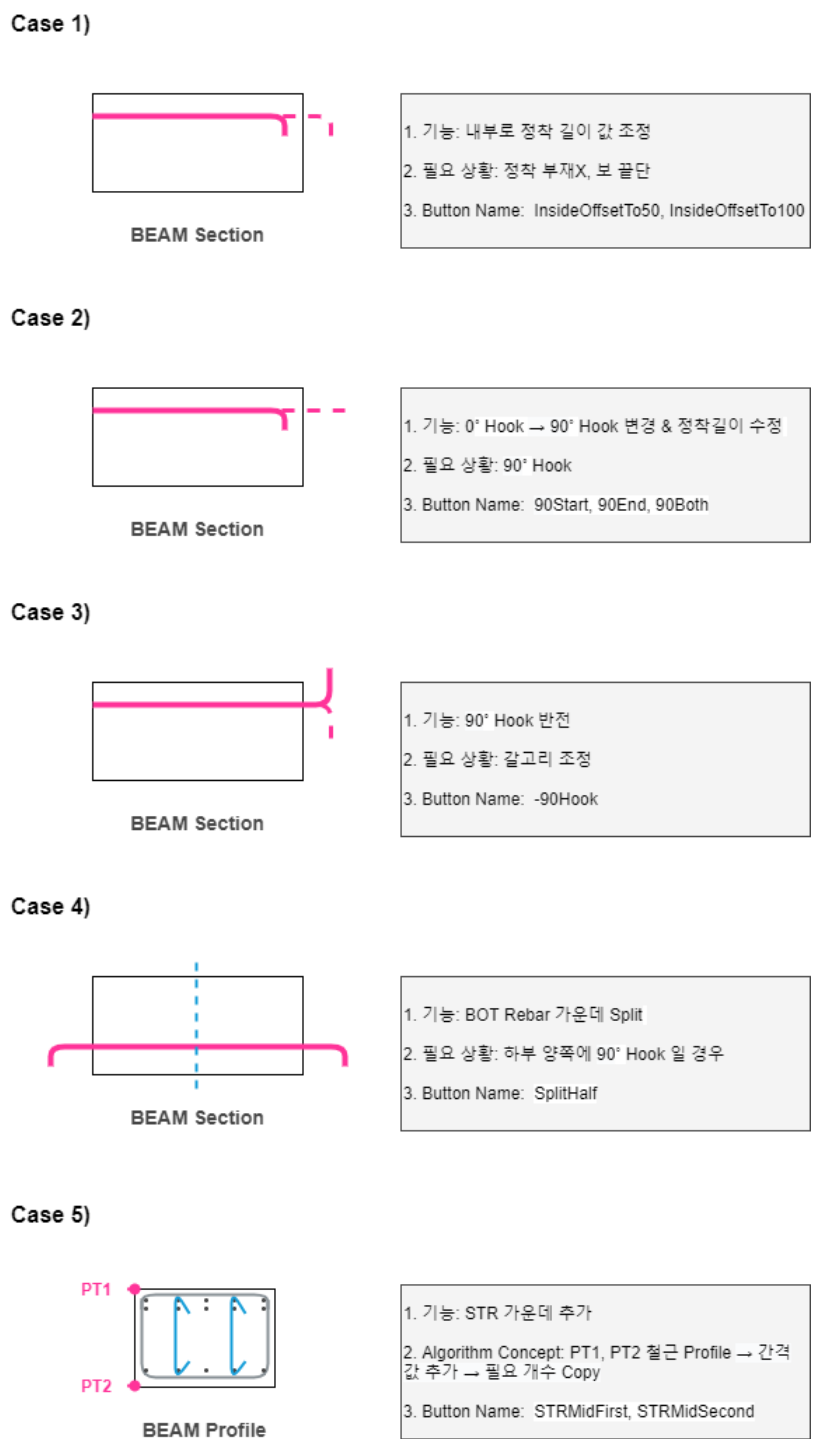 Case 1)
1. 기능: 내부로 정착 길이 값 조정
2. 필요 상황: 정착 부재X, 보 끝단
3. Button Name: InsideOffsetTo50, InsideOffsetTo100
BEAM Section
Case 2)
1. 기능: 0˚ Hook → 90˚ Hook 변경 & 정착길이 수정
2. 필요 상황: 90˚ Hook
3. Button Name: 90Start, 90End, 90Both
BEAM Section
Case 3)
1. 기능: 90˚ Hook 반전
2. 필요 상황: 갈고리 조정
3. Button Name: -90Hook
BEAM Section
Case 4)
1. 기능: BOT Rebar 가운데 Split
2. 필요 상황: 하부 양쪽에 90˚ Hook 일 경우
3. Button Name: SplitHalf
BEAM Section
Case 5)
PT1
PT2
1. 기능: STR 가운데 추가
2. Algorithm Concept: PT1, PT2 철근 Profile → 간격
값 추가 → 필요 개수 Copy
3. Button Name: STRMidFirst, STRMidSecond
BEAM Profile